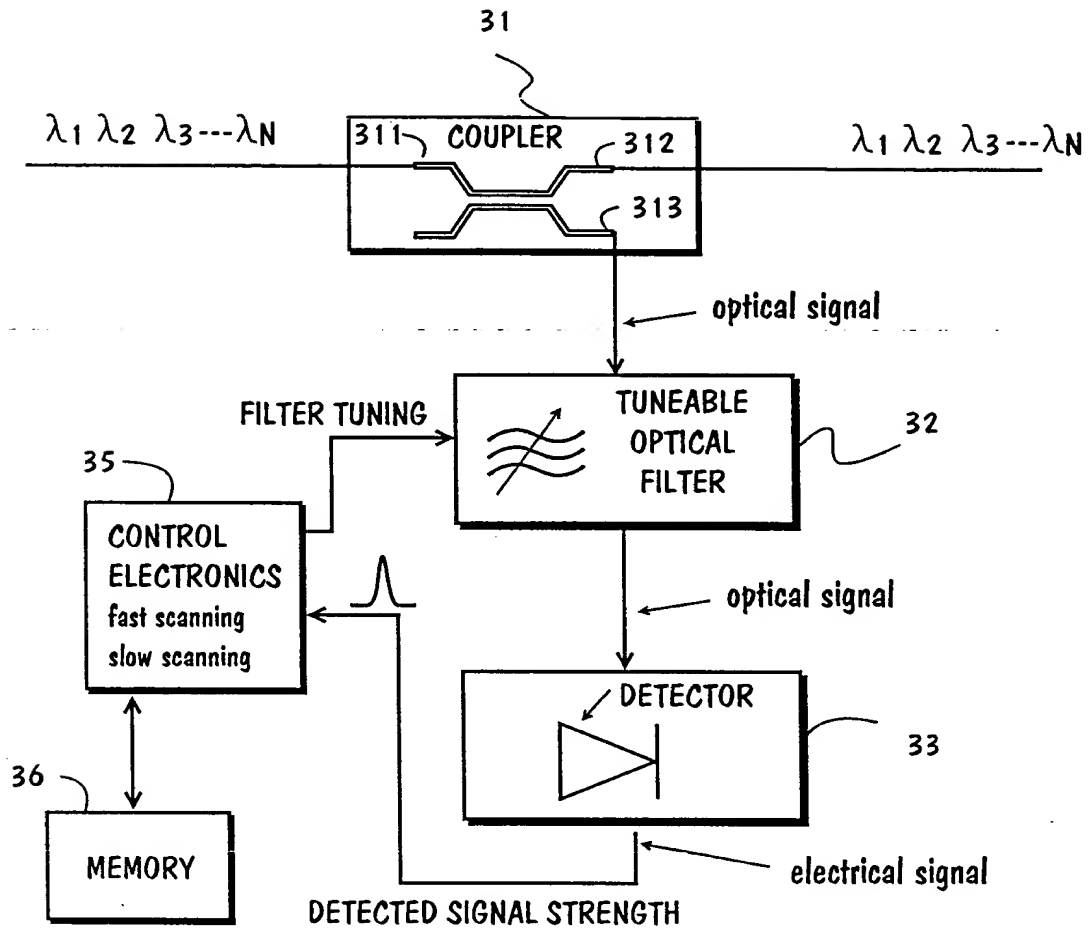 31
λ1 λ2 λ3---λN
311
COUPLER
312
λ1 λ2 λ3---λN
313
optical signal
FILTER TUNING
TUNEABLE
OPTICAL
FILTER
32
35
CONTROL
ELECTRONICS
fast scanning
slow scanning
optical signal
DETECTOR
33
36
MEMORY
electrical signal
DETECTED SIGNAL STRENGTH